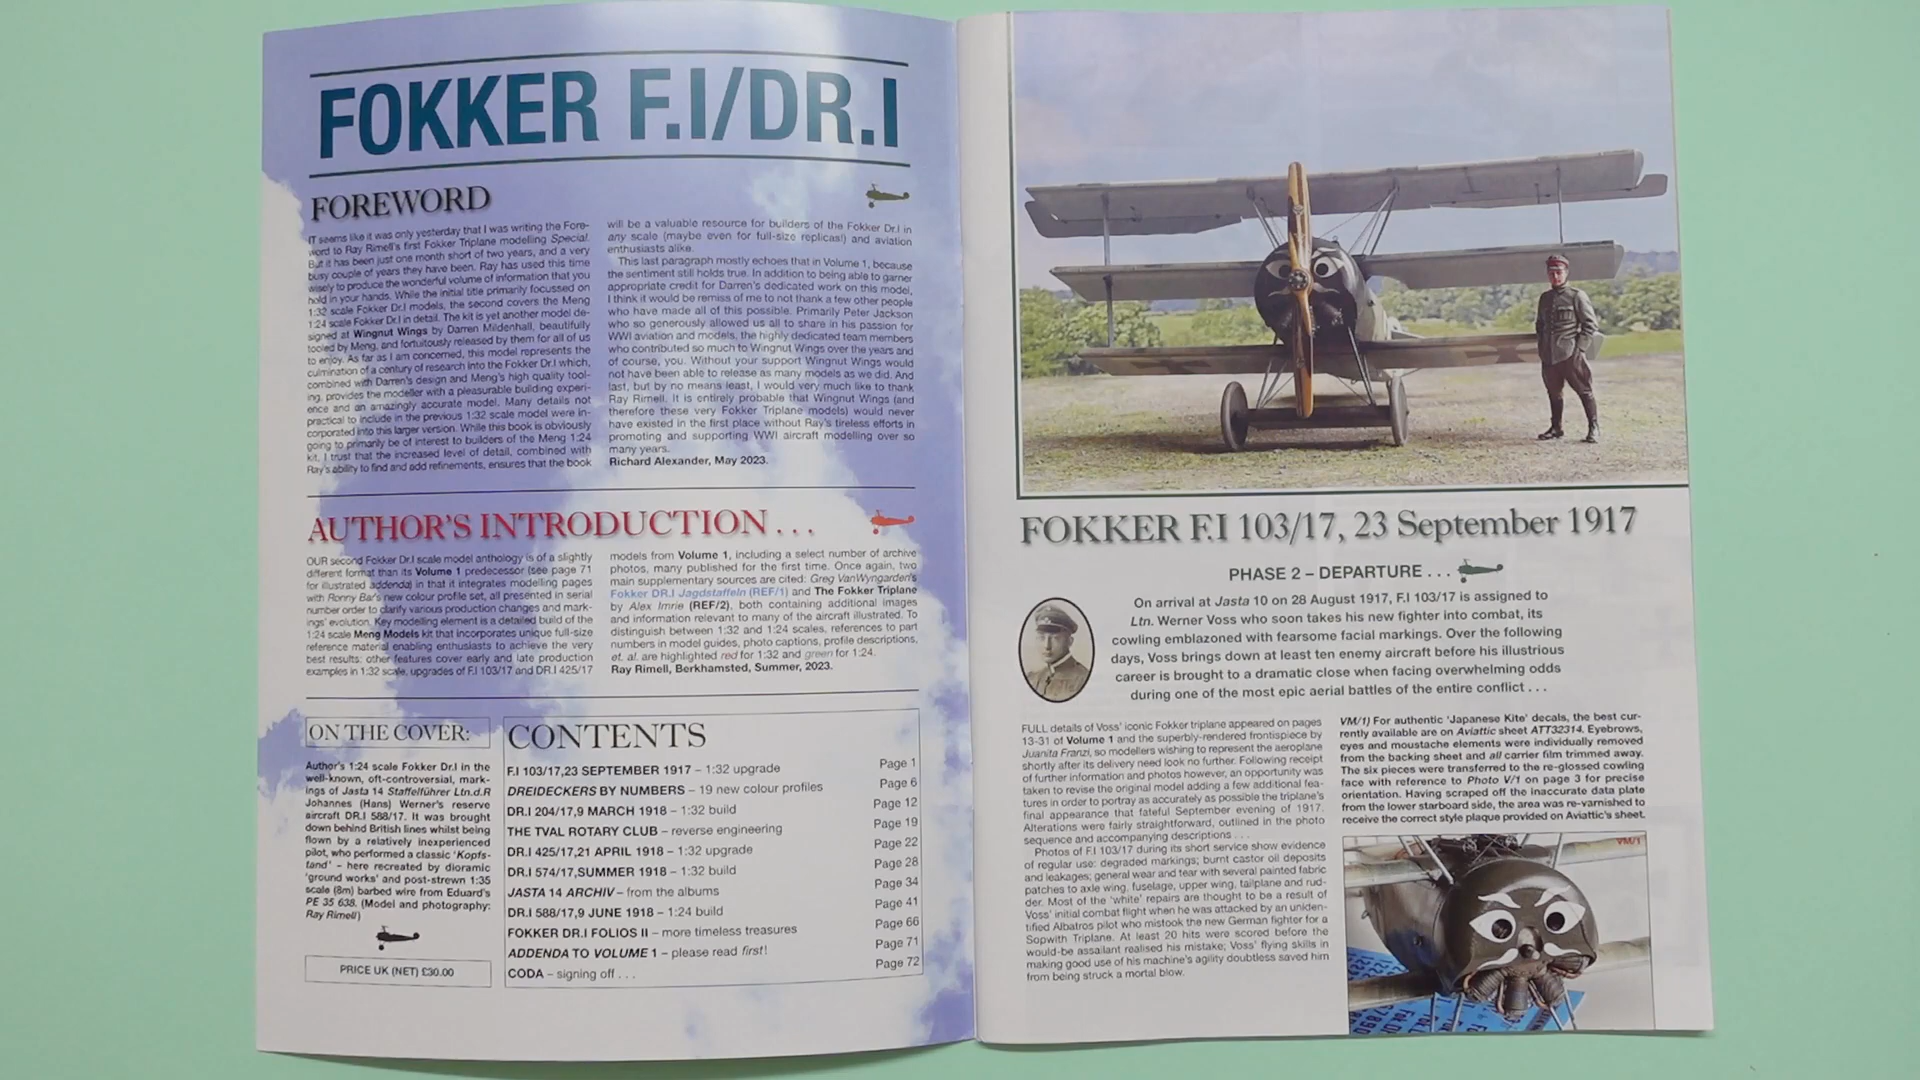 FOKKER F.I/DR.I
FOREWORD
IT seems like it was only yesterday that I was writing the Fore-
word to Ray Rimell's first Fokker Triplane modelling Special.
But it has been just one month short of two years, and a very
busy couple of years they have been. Ray has used this time
wisely to produce the wonderful volume of information that you
hold in your hands. While the initial title primarily focussed on
1:32 scale Fokker Dr.I models, the second covers the Meng
1:24 scale Fokker Dr.I in detail. The kit is yet another model de-
signed at Wingnut Wings by Darren Mildenhall, beautifully
tooled by Meng, and fortuitously released by them for all of us
to enjoy. As far as I am concerned, this model represents the
culmination of a century of research into the Fokker Dr.I which,
combined with Darren's design and Meng's high quality tool-
ing, provides the modeller with a pleasurable building experi-
ence and an amazingly accurate model. Many details not
practical to include in the previous 1:32 scale model were in-
corporated into this larger version. While this book is obviously
going to primarily be of interest to builders of the Meng 1:24
kit, I trust that the increased level of detail, combined with
Ray's ability to find and add refinements, ensures that the book
will be a valuable resource for builders of the Fokker Dr.I in
any scale (maybe even for full-size replicas!) and aviation
enthusiasts alike.
This last paragraph mostly echoes that in Volume 1, because
the sentiment still holds true. In addition to being able to garner
appropriate credit for Darren's dedicated work on this model,
I think it would be remiss of me to not thank a few other people
who have made all of this possible. Primarily Peter Jackson
who so generously allowed us all to share in his passion for
WWI aviation and models, the highly dedicated team members
who contributed so much to Wingnut Wings over the years and
of course, you. Without your support Wingnut Wings would
not have been able to release as many models as we did. And
last, but by no means least, I would very much like to thank
Ray Rimell. It is entirely probable that Wingnut Wings (and
therefore these very Fokker Triplane models) would never
have existed in the first place without Ray's tireless efforts in
promoting and supporting WWI aircraft modelling over so
many years.
Richard Alexander, May 2023.
AUTHOR'S INTRODUCTION . . .
OUR second Fokker Dr.I scale model anthology is of a slightly
different format than its Volume 1 predecessor (see page 71
for illustrated addenda) in that it integrates modelling pages
with Ronny Bar's new colour profile set, all presented in serial
number order to clarify various production changes and mark-
ings' evolution. Key modelling element is a detailed build of the
1:24 scale Meng Models kit that incorporates unique full-size
reference material enabling enthusiasts to achieve the very
best results: other features cover early and late production
examples in 1:32 scale, upgrades of F.I 103/17 and DR.I 425/17
models from Volume 1, including a select number of archive
photos, many published for the first time. Once again, two
main supplementary sources are cited: Greg VanWyngarden's
Fokker DR.I Jagdstaffeln (REF/1) and The Fokker Triplane
by Alex Imrie (REF/2), both containing additional images
and information relevant to many of the aircraft illustrated. To
distinguish between 1:32 and 1:24 scales, references to part
numbers in model guides, photo captions, profile descriptions,
et. al. are highlighted red for 1:32 and green for 1:24.
Ray Rimell, Berkhamsted, Summer, 2023.
ON THE COVER:
Author's 1:24 scale Fokker Dr.I in the
well-known, oft-controversial, mark-
ings of Jasta 14 Staffelführer Ltn.d.R
Johannes (Hans) Werner's reserve
aircraft DR.I 588/17. It was brought
down behind British lines whilst being
flown by a relatively inexperienced
pilot, who performed a classic 'Kopfs-
tand' – here recreated by dioramic
'ground works' and post-strewn 1:35
scale (8m) barbed wire from Eduard's
PE 35 638. (Model and photography:
Ray Rimell)
PRICE UK (NET) £30.00
CONTENTS
F.I 103/17,23 SEPTEMBER 1917 – 1:32 upgrade Page 1
DREIDECKERS BY NUMBERS – 19 new colour profiles Page 6
DR.I 204/17,9 MARCH 1918 – 1:32 build Page 12
THE TVAL ROTARY CLUB – reverse engineering Page 19
DR.I 425/17,21 APRIL 1918 – 1:32 upgrade Page 22
DR.I 574/17,SUMMER 1918 – 1:32 build Page 28
JASTA 14 ARCHIV – from the albums Page 34
DR.I 588/17,9 JUNE 1918 – 1:24 build Page 41
FOKKER DR.I FOLIOS II – more timeless treasures Page 66
ADDENDA TO VOLUME 1 – please read first! Page 71
CODA – signing off . . . Page 72
FOKKER F.I 103/17, 23 September 1917
PHASE 2 – DEPARTURE . . .
On arrival at Jasta 10 on 28 August 1917, F.I 103/17 is assigned to
Ltn. Werner Voss who soon takes his new fighter into combat, its
cowling emblazoned with fearsome facial markings. Over the following
days, Voss brings down at least ten enemy aircraft before his illustrious
career is brought to a dramatic close when facing overwhelming odds
during one of the most epic aerial battles of the entire conflict . . .
FULL details of Voss' iconic Fokker triplane appeared on pages
13-31 of Volume 1 and the superbly-rendered frontispiece by
Juanita Franzi, so modellers wishing to represent the aeroplane
shortly after its delivery need look no further. Following receipt
of further information and photos however, an opportunity was
taken to revise the original model adding a few additional fea-
tures in order to portray as accurately as possible the triplane's
final appearance that fateful September evening of 1917.
Alterations were fairly straightforward, outlined in the photo
sequence and accompanying descriptions . . .
Photos of F.I 103/17 during its short service show evidence
of regular use: degraded markings; burnt castor oil deposits
and leakages; general wear and tear with several painted fabric
patches to axle wing, fuselage, upper wing, tailplane and rud-
der. Most of the 'white' repairs are thought to be a result of
Voss' initial combat flight when he was attacked by an uniden-
tified Albatros pilot who mistook the new German fighter for a
Sopwith Triplane. At least 20 hits were scored before the
would-be assailant realised his mistake; Voss' flying skills in
making good use of his machine's agility doubtless saved him
from being struck a mortal blow.
VM/1) For authentic 'Japanese Kite' decals, the best cur-
rently available are on Aviattic sheet ATT32314. Eyebrows,
eyes and moustache elements were individually removed
from the backing sheet and all carrier film trimmed away.
The six pieces were transferred to the re-glossed cowling
face with reference to Photo V/1 on page 3 for precise
orientation. Having scraped off the inaccurate data plate
from the lower starboard side, the area was re-varnished to
receive the correct style plaque provided on Aviattic's sheet.
VM/1